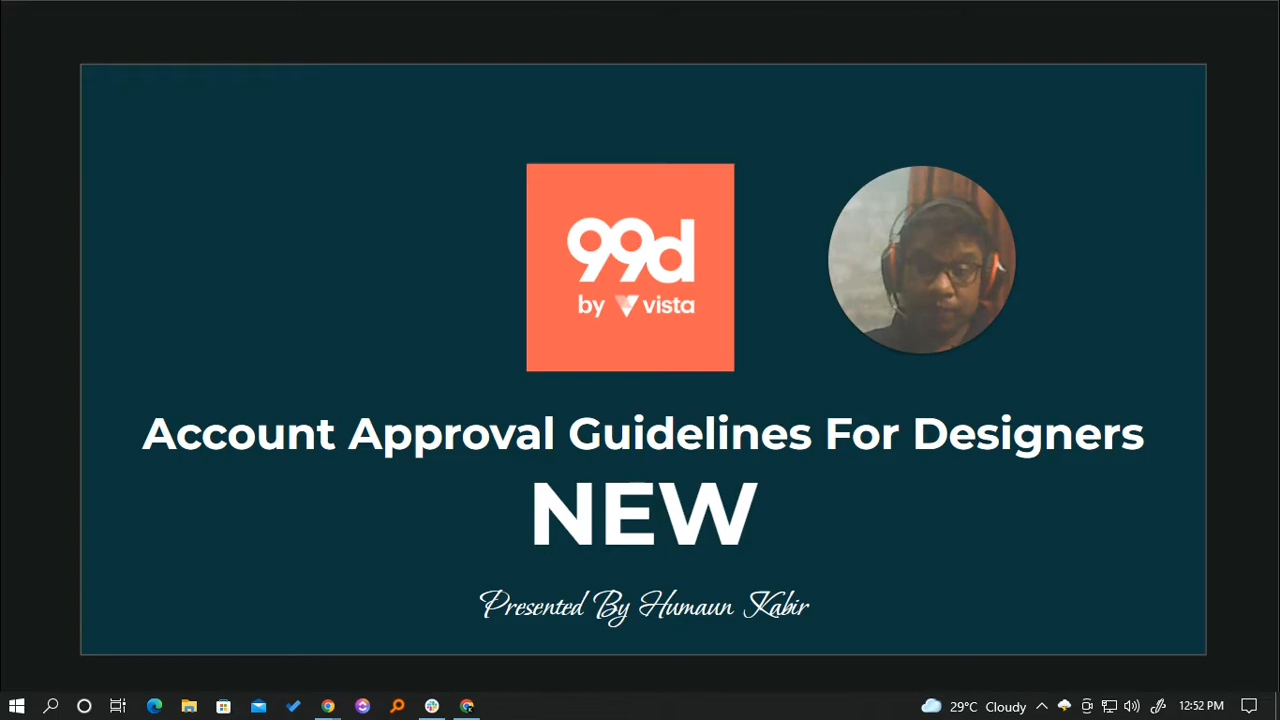 99d
by vista
Account Approval Guidelines For Designers
NEW
Presented By Humaun Kabir
29°C Cloudy
12:52 PM